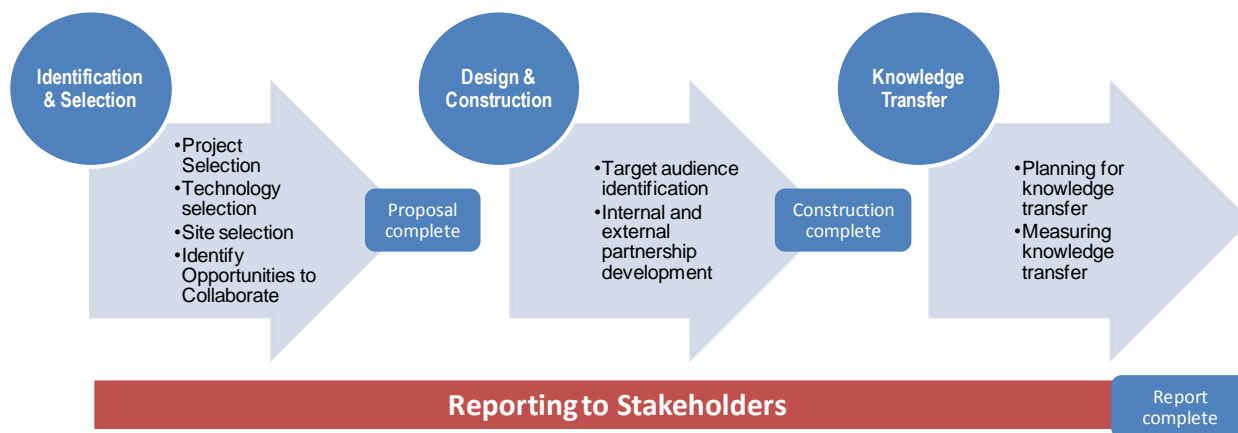 Identification
& Selection
•Project
Selection
•Technology
selection
•Site selection
•Identify
Opportunities to
Collaborate
Proposal
complete
Design &
Construction
•Target audience
identification
•Internal and
external
partnership
development
Construction
complete
Knowledge
Transfer
•Planning for
knowledge
transfer
•Measuring
knowledge
transfer
Reporting to Stakeholders
Report
complete